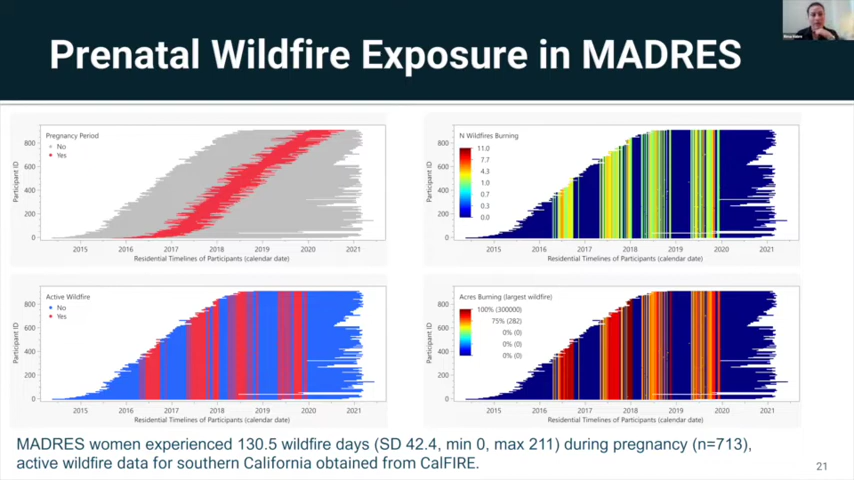 Prenatal Wildfire Exposure in MADRES
Pregnancy Period
No
Yes
Participant ID
800
600
400
200
0
2015 2016 2017 2018 2019 2020 2021
Residential Timelines of Participants (calendar date)
N Wildfires Burning
11.0
7.7
4.3
1.0
0.7
0.3
0.0
Participant ID
800
600
400
200
0
2015 2016 2017 2018 2019 2020 2021
Residential Timelines of Participants (calendar date)
Active Wildfire
No
Yes
Participant ID
800
600
400
200
0
2015 2016 2017 2018 2019 2020 2021
Residential Timelines of Participants (calendar date)
Acres Burning (largest wildfire)
100% (300000)
75% (282)
0% (0)
0% (0)
0% (0)
Participant ID
800
600
400
200
0
2015 2016 2017 2018 2019 2020 2021
Residential Timelines of Participants (calendar date)
MADRES women experienced 130.5 wildfire days (SD 42.4, min 0, max 211) during pregnancy (n=713),
active wildfire data for southern California obtained from CalFIRE.
21